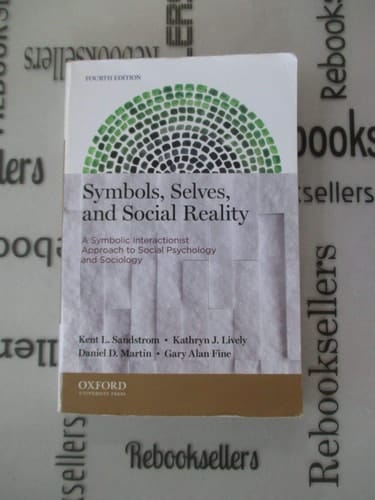 REBOOKSELLERS
Rebooksellers
Rebooksellers
FOURTH EDITION
Symbols, Selves,
and Social Reality
A Symbolic Interactionist
Approach to Social Psychology
and Sociology
Kent L. Sandstrom • Kathryn J. Lively
Daniel D. Martin • Gary Alan Fine
OXFORD
UNIVERSITY PRESS
Rebooksellers
Rebooksellers